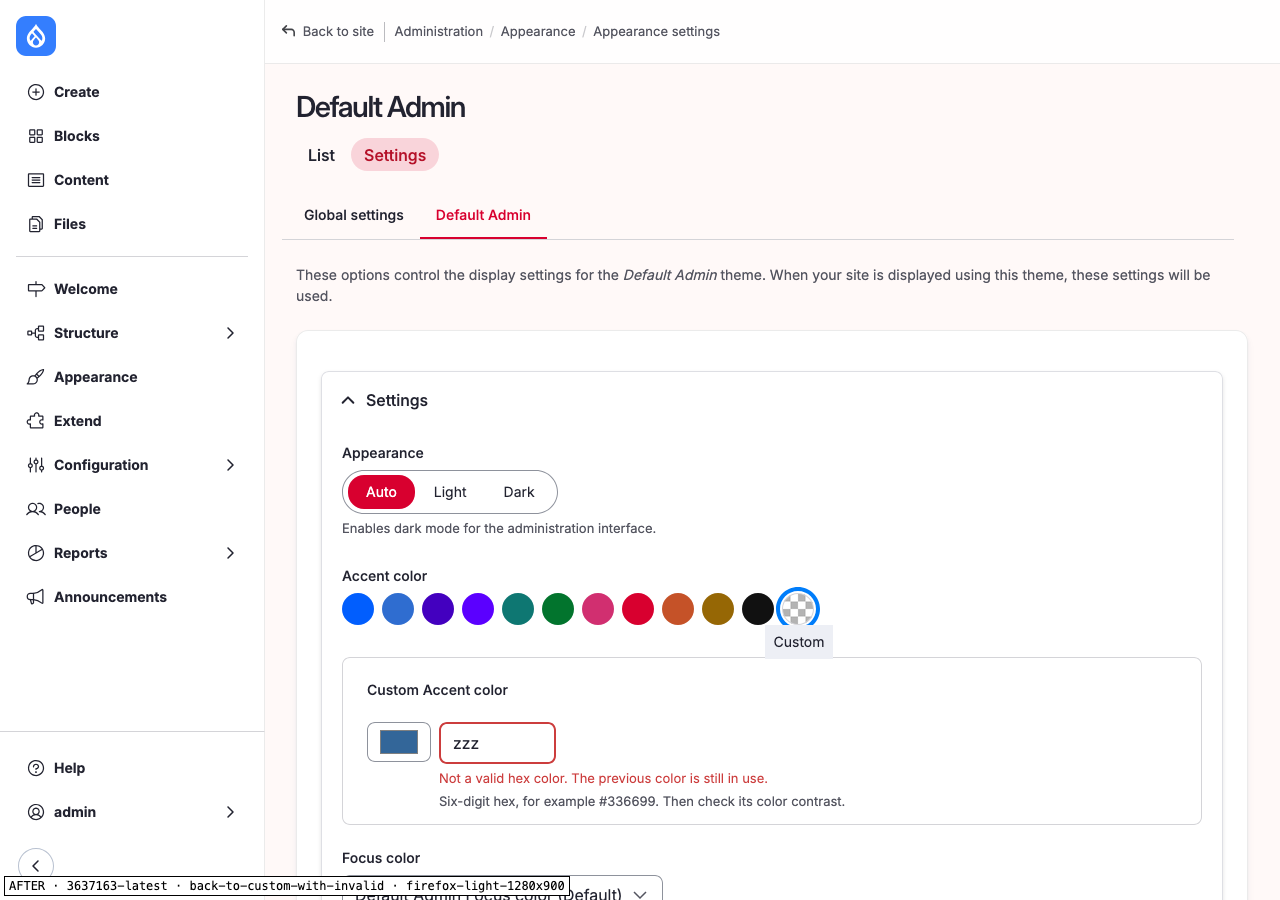 Back to site
Administration / Appearance / Appearance settings
Create
Blocks
Content
Files
Welcome
Structure
Appearance
Extend
Configuration
People
Reports
Announcements
Help
admin
Default Admin
List
Settings
Global settings
Default Admin
These options control the display settings for the Default Admin theme. When your site is displayed using this theme, these settings will be
used.
Settings
Appearance
Auto
Light
Dark
Enables dark mode for the administration interface.
Accent color
Custom
Custom Accent color
zzz
Not a valid hex color. The previous color is still in use.
Six-digit hex, for example #336699. Then check its color contrast.
Focus color
Default Admin Focus color (Default)
AFTER · 3637163-latest · back-to-custom-with-invalid · firefox-light-1280x900